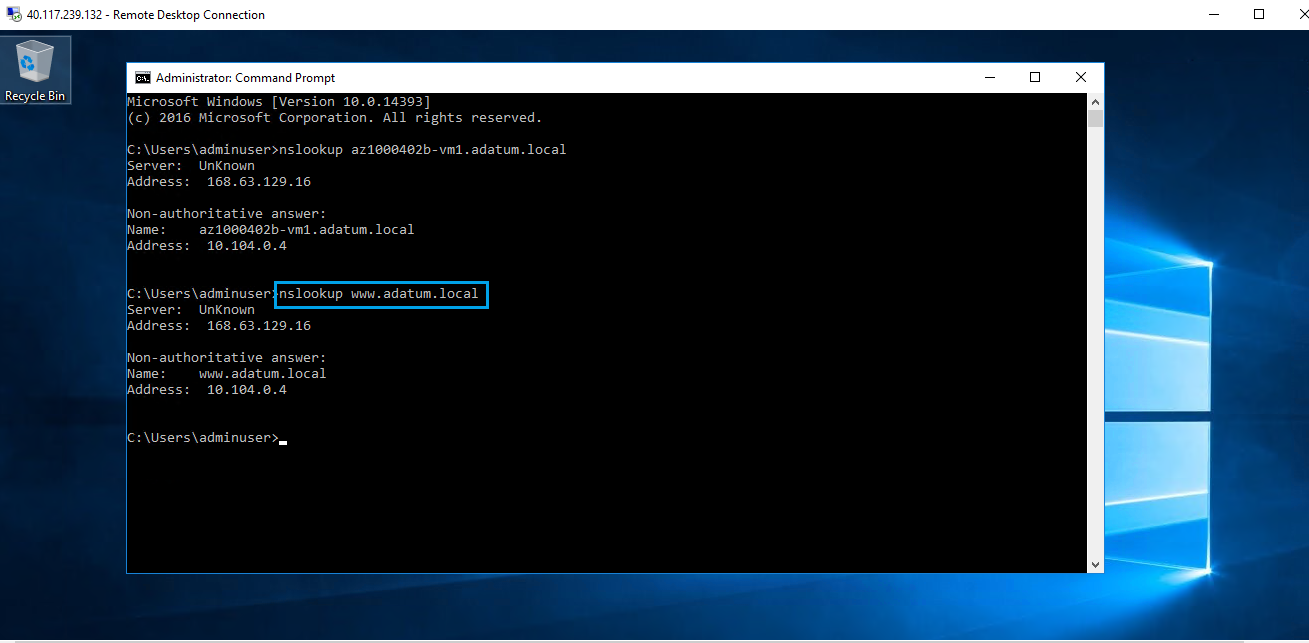 40.117.239.132 - Remote Desktop Connection
Recycle Bin
Administrator: Command Prompt
Microsoft Windows [Version 10.0.14393]
(c) 2016 Microsoft Corporation. All rights reserved.
C:\Users\adminuser>nslookup az1000402b-vm1.adatum.local
Server:  UnKnown
Address:  168.63.129.16
Non-authoritative answer:
Name:    az1000402b-vm1.adatum.local
Address:  10.104.0.4
C:\Users\adminuser>nslookup www.adatum.local
Server:  UnKnown
Address:  168.63.129.16
Non-authoritative answer:
Name:    www.adatum.local
Address:  10.104.0.4
C:\Users\adminuser>